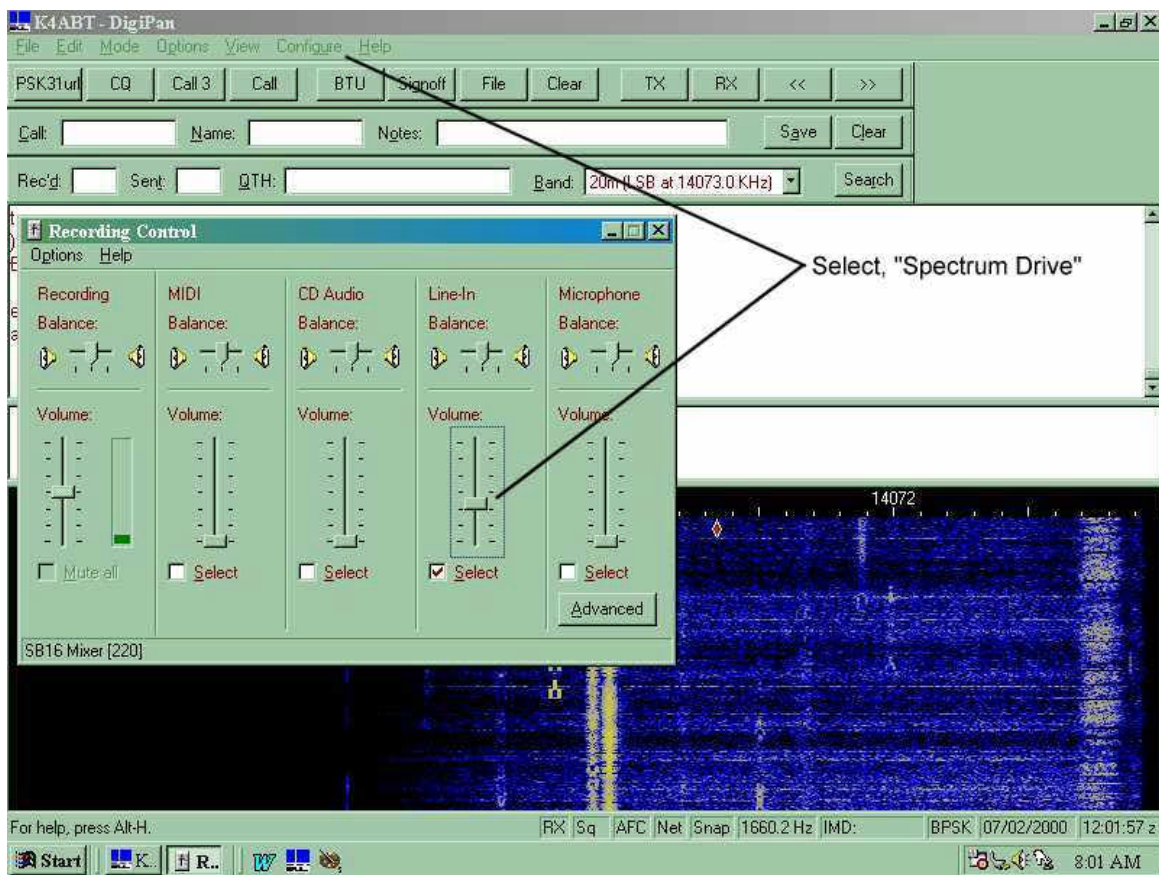 K4ABT - DigiPan
File Edit Mode Options View Configure Help
PSK31url CQ Call 3 Call BTU Signoff File Clear TX RX << >>
Call: Name: Notes: Save Clear
Rec'd: Sent: QTH: Band: 20m (LSB at 14073.0 KHz) Search
Recording Control
Options Help
Select, "Spectrum Drive"
Recording MIDI CD Audio Line-In Microphone
Balance: Balance: Balance: Balance: Balance:
Volume: Volume: Volume: Volume: Volume:
14072
Mute all Select Select Select Select
Advanced
SB16 Mixer [220]
For help, press Alt-H. RX Sq AFC Net Snap 1660.2 Hz IMD: BPSK 07/02/2000 12:01:57 z
Start K.. R.. W 8:01 AM